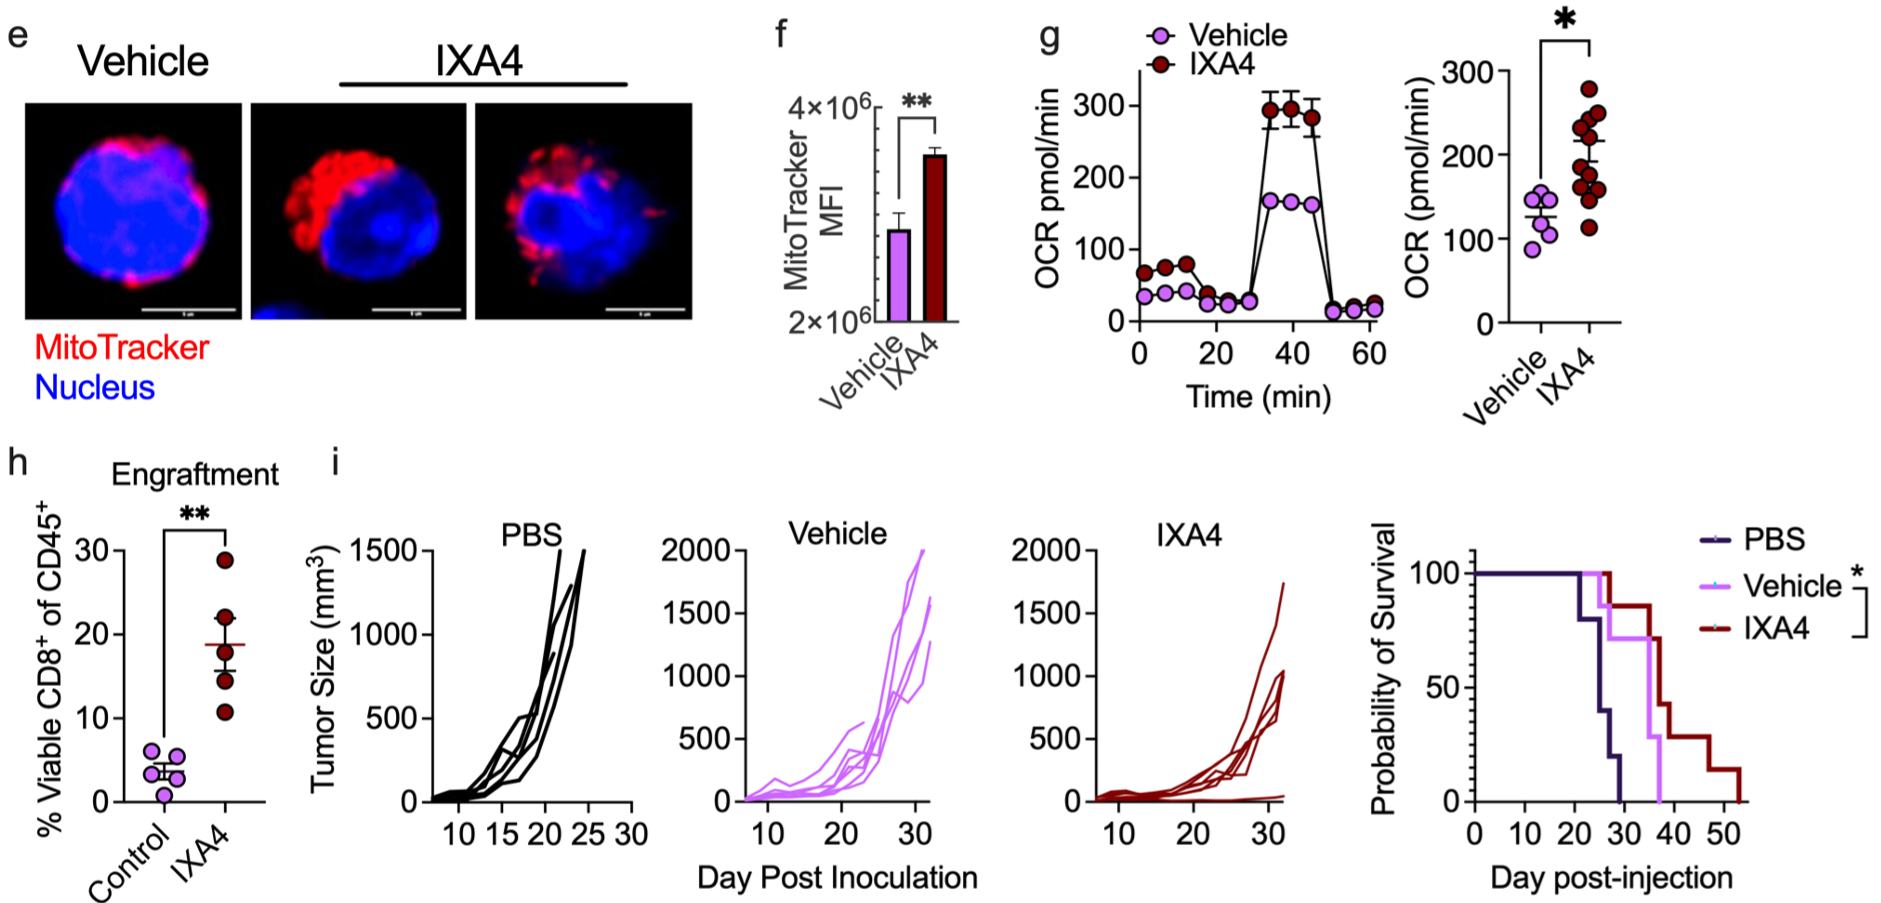 e
Vehicle
IXA4
MitoTracker
Nucleus
f
MitoTracker
MFI
4×10⁶
2×10⁶
**
Vehicle
IXA4
g
Vehicle
IXA4
OCR pmol/min
300
200
100
0
0 20 40 60
Time (min)
*
OCR (pmol/min)
300
200
100
0
Vehicle
IXA4
h
Engraftment
**
% Viable CD8⁺ of CD45⁺
30
20
10
0
Control
IXA4
i
PBS
Tumor Size (mm³)
1500
1000
500
0
10 15 20 25 30
Vehicle
2000
1500
1000
500
0
10 20 30
Day Post Inoculation
IXA4
2000
1500
1000
500
0
10 20 30
Probability of Survival
100
50
0
0 10 20 30 40 50
Day post-injection
PBS
Vehicle
IXA4
*